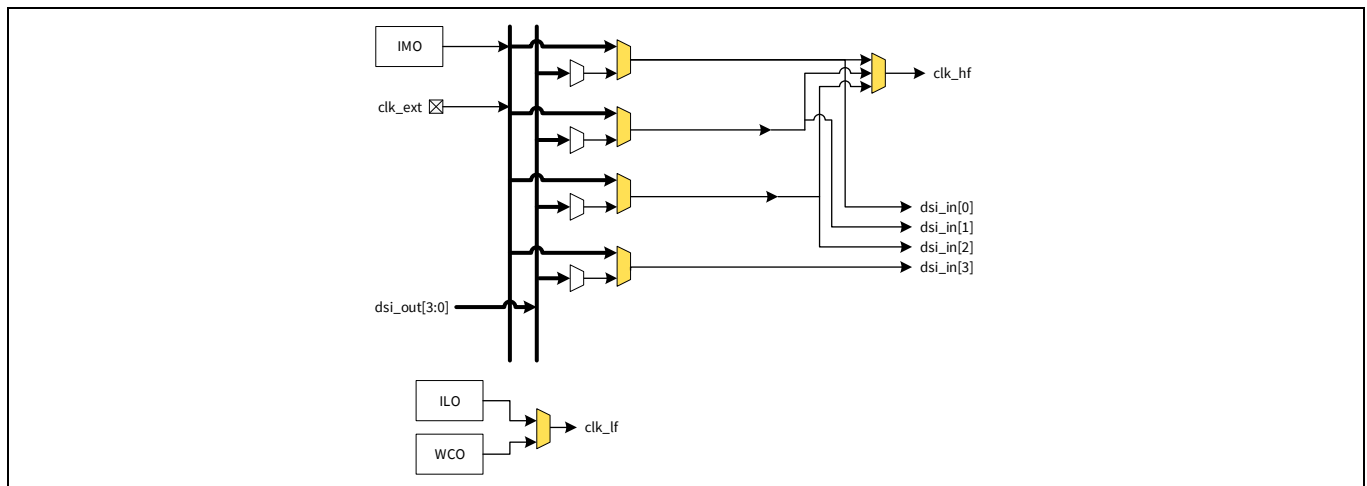 IMO
clk_hf
clk_ext
dsi_in[0]
dsi_in[1]
dsi_in[2]
dsi_in[3]
dsi_out[3:0]
ILO
clk_lf
WCO